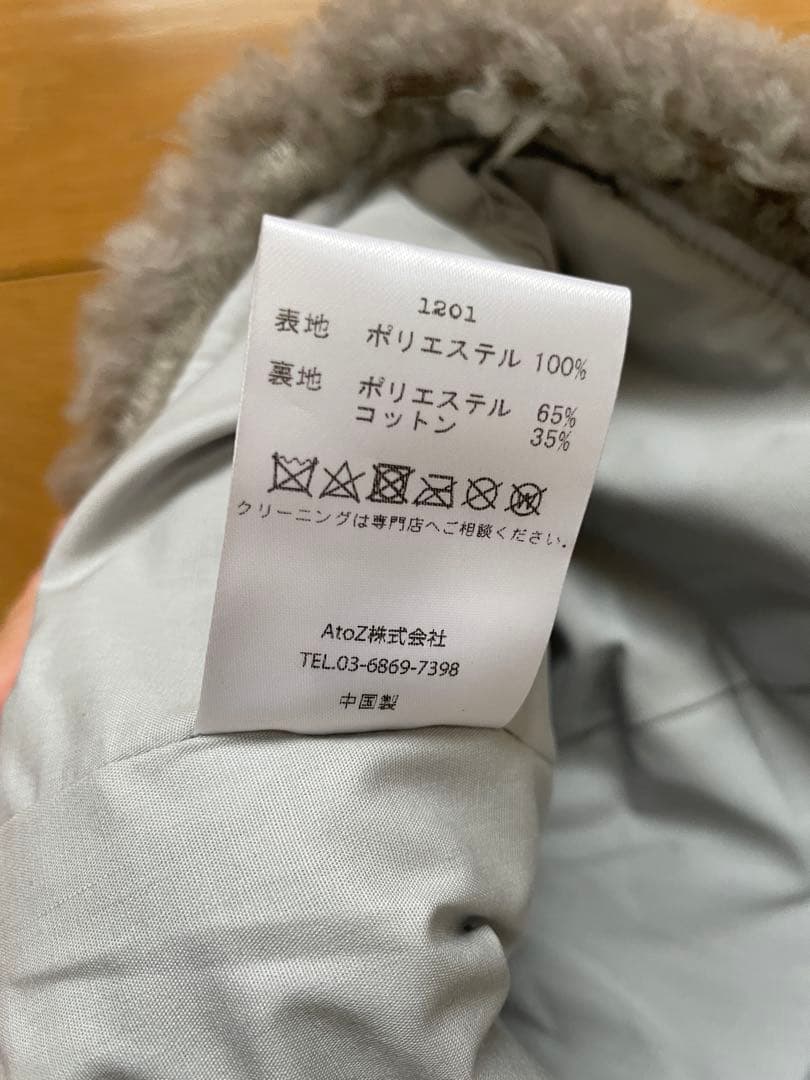 1201
表地 ポリエステル 100%
裏地 ポリエステル 65%
コットン 35%
クリーニングは専門店へご相談ください。
AtoZ株式会社
TEL.03-6869-7398
中国製